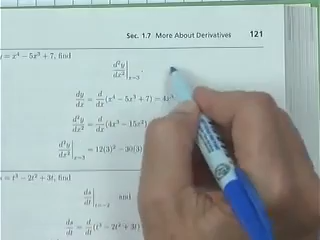 Sec. 1.7 More About Derivatives 121
y = x⁴ − 5x³ + 7, find
d²y/dx²|ₓ₌₃.
dy/dx = d/dx(x⁴ − 5x³ + 7) = 4x³
d²y/dx² = d/dx(4x³ − 15x²)
d²y/dx²|ₓ₌₃ = 12(3)² − 30(3)
= t³ − 2t² + 3t, find
ds/dt|ₜ₌₋₂ and
ds/dt = d/dt(t³ − 2t² + 3t)